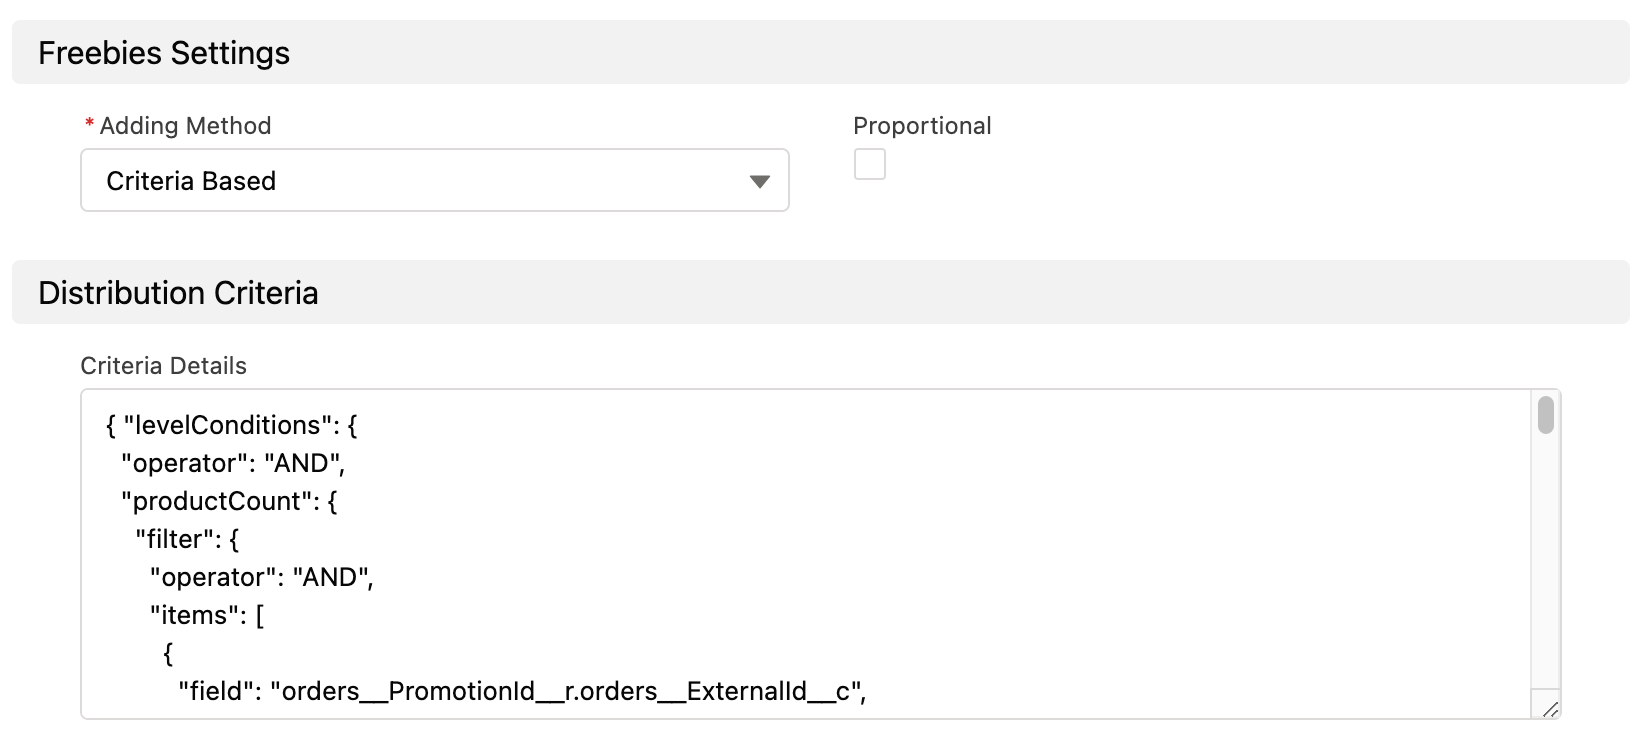 Freebies Settings
* Adding Method
Proportional
Criteria Based
Distribution Criteria
Criteria Details
{ "levelConditions": {
"operator": "AND",
"productCount": {
"filter": {
"operator": "AND",
"items": [
{
"field": "orders__PromotionId__r.orders__ExternalId__c",